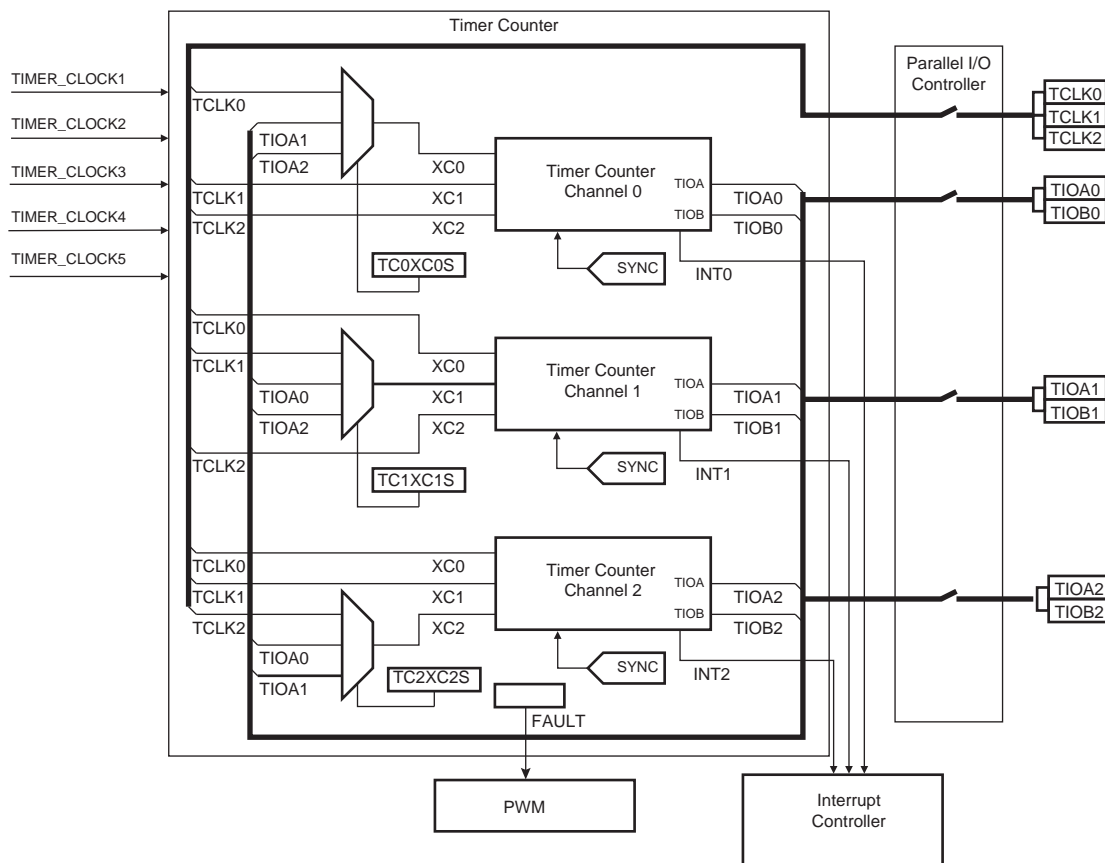 Timer Counter
TIMER_CLOCK1
TIMER_CLOCK2
TIMER_CLOCK3
TIMER_CLOCK4
TIMER_CLOCK5
TCLK0
TIOA1
TIOA2
TCLK1
TCLK2
XC0
XC1
XC2
TC0XC0S
Timer Counter
Channel 0
TIOA
TIOB
TIOA0
TIOB0
SYNC
INT0
TCLK0
TCLK1
TIOA0
TIOA2
TCLK2
XC0
XC1
XC2
TC1XC1S
Timer Counter
Channel 1
TIOA
TIOB
TIOA1
TIOB1
SYNC
INT1
TCLK0
TCLK1
TCLK2
TIOA0
TIOA1
XC0
XC1
XC2
TC2XC2S
Timer Counter
Channel 2
TIOA
TIOB
TIOA2
TIOB2
SYNC
INT2
FAULT
PWM
Parallel I/O
Controller
TCLK0
TCLK1
TCLK2
TIOA0
TIOB0
TIOA1
TIOB1
TIOA2
TIOB2
Interrupt
Controller